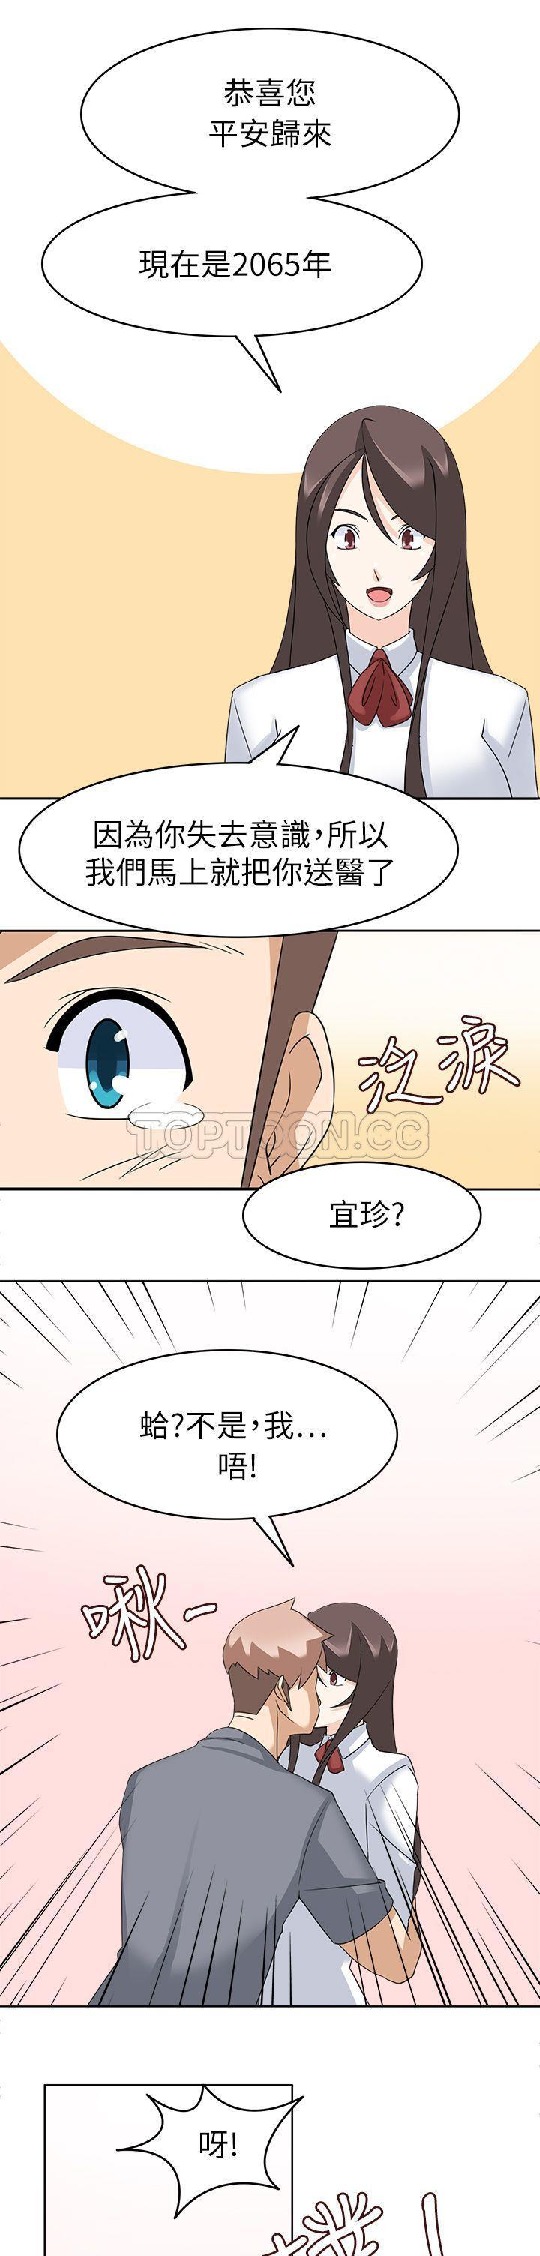 恭喜您
平安歸來
現在是2065年
因為你失去意識,所以
我們馬上就把你送醫了
泣淚
TOPTOON.CC
宜珍?
蛤?不是,我...
唔!
啾-
呀!